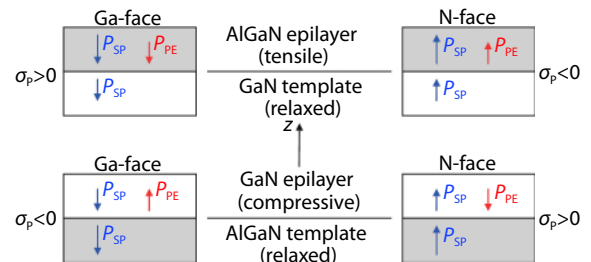 Ga-face
AlGaN epilayer
(tensile)
N-face
P_SP P_PE
P_SP P_PE
σ_P>0
σ_P<0
P_SP
GaN template
(relaxed)
P_SP
z
Ga-face
N-face
GaN epilayer
(compressive)
P_SP P_PE
P_SP P_PE
σ_P<0
σ_P>0
P_SP
AlGaN template
(relaxed)
P_SP